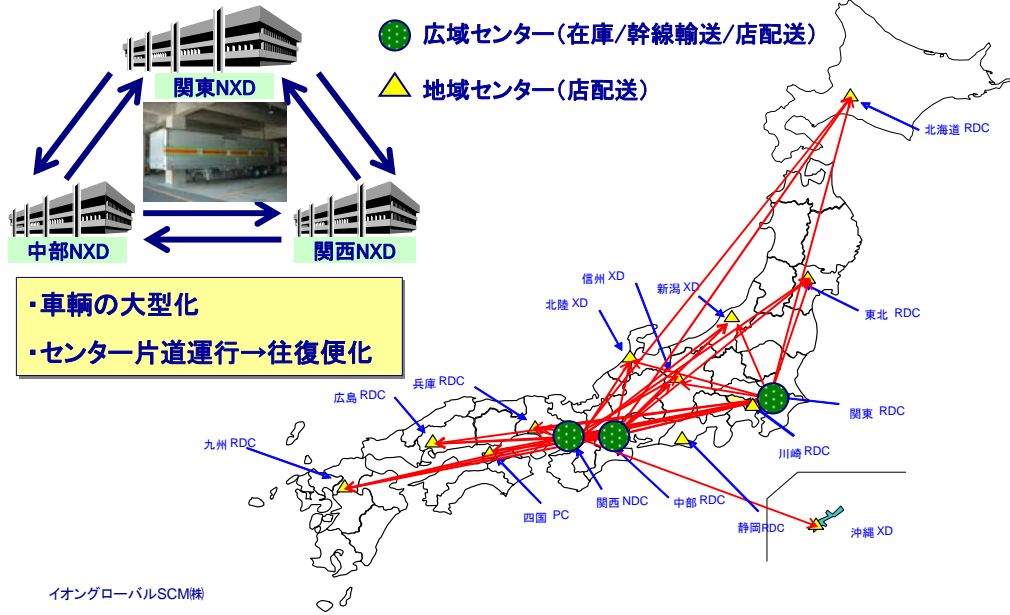 関東NXD
中部NXD
関西NXD
・車輌の大型化
・センター片道運行→往復便化
広域センター(在庫/幹線輸送/店配送)
地域センター(店配送)
北海道 RDC
東北 RDC
新潟 XD
信州 XD
北陸 XD
兵庫 RDC
広島 RDC
九州 RDC
関東 RDC
川崎 RDC
静岡RDC
中部 RDC
関西 NDC
四国 PC
沖縄 XD
イオングローバルSCM㈱